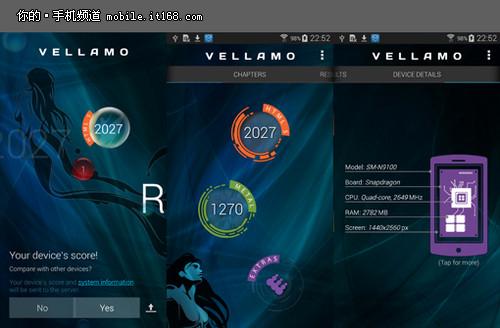 你的·手机频道 mobile.it168.com
VELLAMO
HTML5
2027
2027
1
R
Your device's score!
Compare with other devices?
Your device's score and system information
will be sent to the server.
No
Yes
98% 22:52
VELLAMO
CHAPTERS
RESULTS
HTML5
2027
METAL
1270
EXTRAS
98% 22:52
VELLAMO
DEVICE DETAILS
Model: SM-N9100
Board: Snapdragon
CPU: Quad-core, 2649 MHz
RAM: 2782 MB
Screen: 1440x2560 px
(Tap for more)